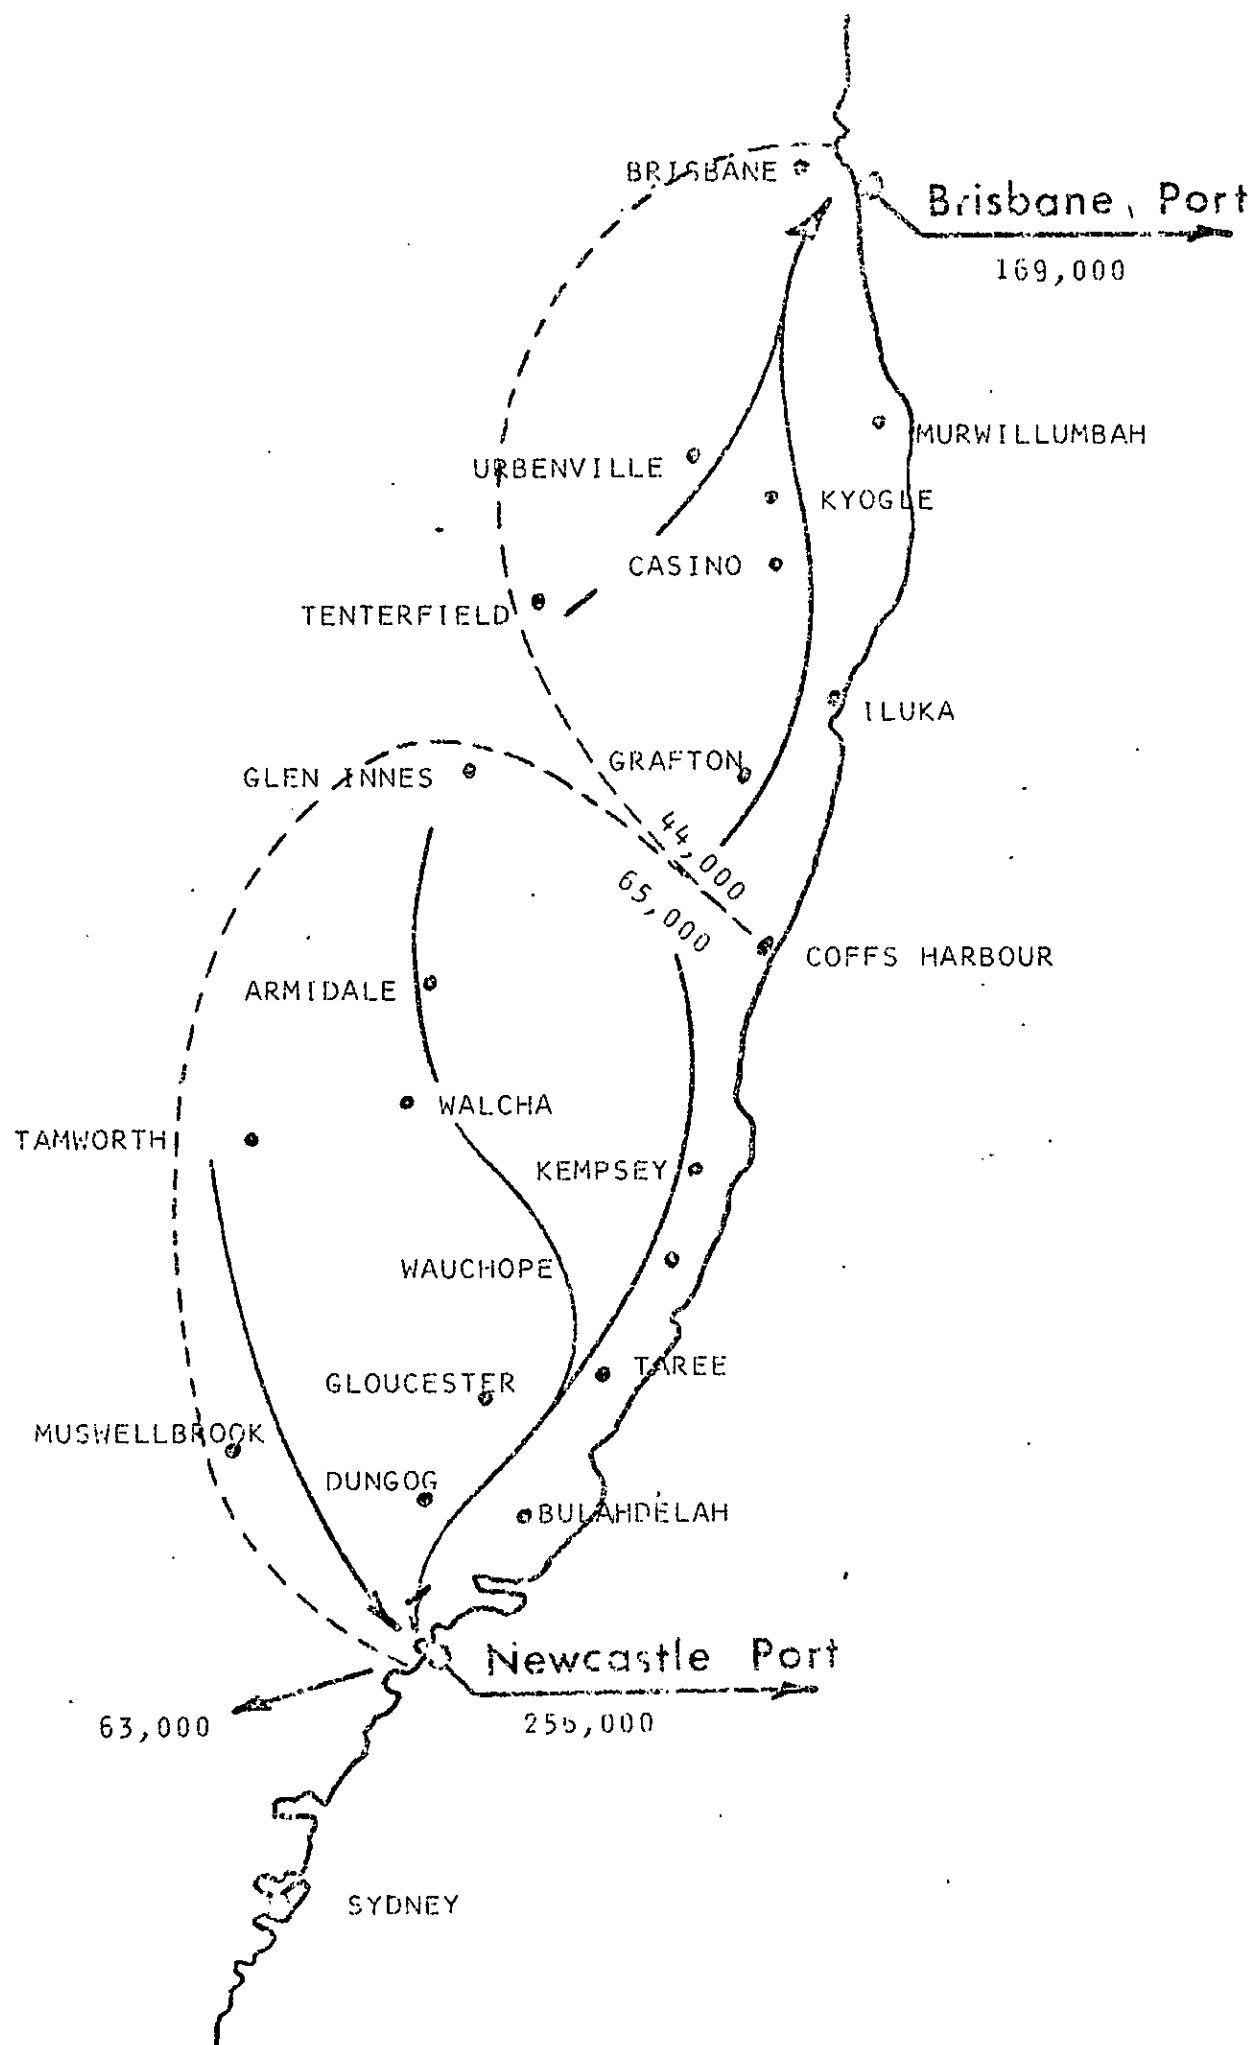 BRISBANE
Brisbane Port
169,000
MURWILLUMBAH
URBENVILLE
KYOGLE
CASINO
TENTERFIELD
ILUKA
GRAFTON
GLEN INNES
44,000
65,000
COFFS HARBOUR
ARMIDALE
WALCHA
TAMWORTH
KEMPSEY
WAUCHOPE
TAREE
GLOUCESTER
MUSWELLBROOK
DUNGOG
BULAHDELAH
Newcastle Port
63,000
SYDNEY